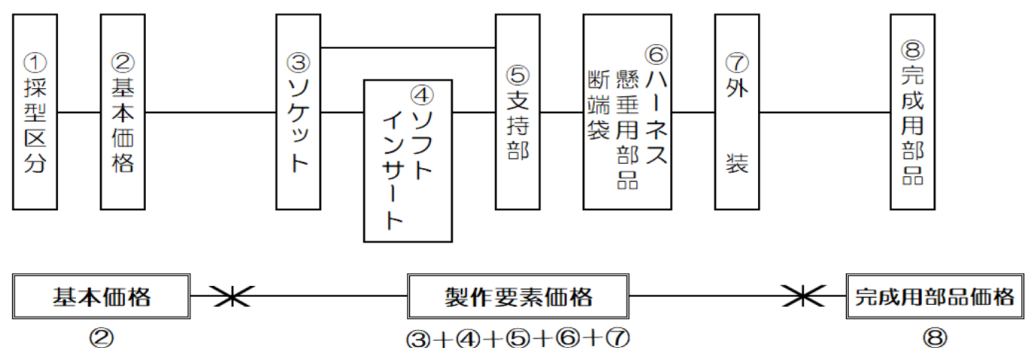 ①採型区分
②基本価格
③ソケット
④ソフト
インサート
⑤支持部
⑥ハーネス
懸垂用部品
断端袋
⑦外装
⑧完成用部品
基本価格
製作要素価格
完成用部品価格
②
③+④+⑤+⑥+⑦
⑧